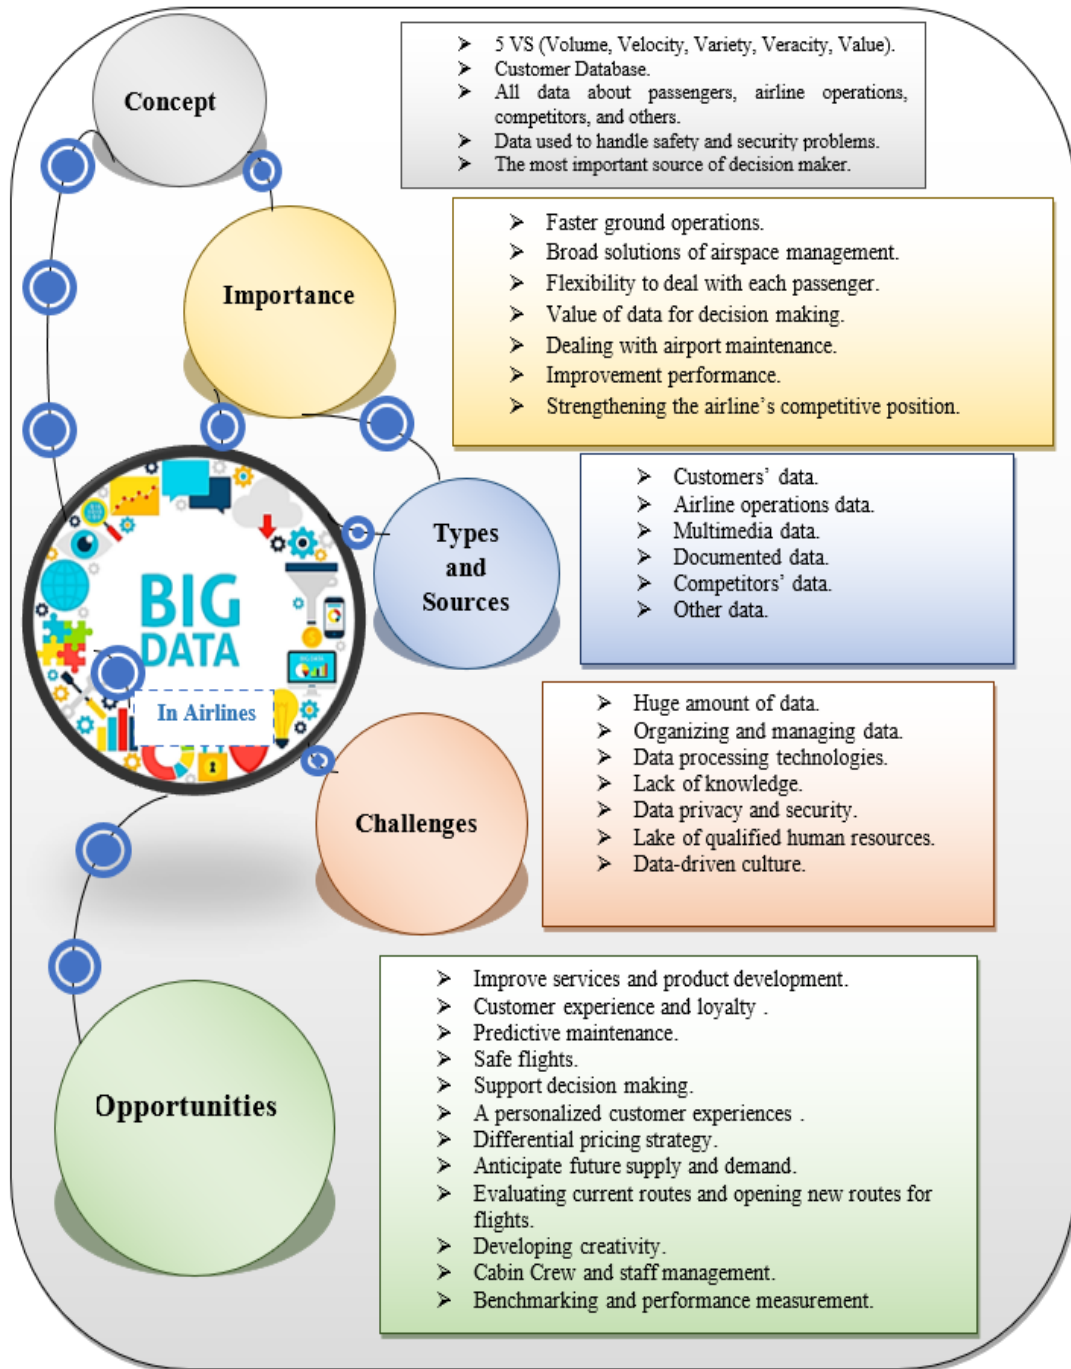 Concept
➤ 5 VS (Volume, Velocity, Variety, Veracity, Value).
➤ Customer Database.
➤ All data about passengers, airline operations,
competitors, and others.
➤ Data used to handle safety and security problems.
➤ The most important source of decision maker.
Importance
➤ Faster ground operations.
➤ Broad solutions of airspace management.
➤ Flexibility to deal with each passenger.
➤ Value of data for decision making.
➤ Dealing with airport maintenance.
➤ Improvement performance.
➤ Strengthening the airline’s competitive position.
Types
and
Sources
➤ Customers’ data.
➤ Airline operations data.
➤ Multimedia data.
➤ Documented data.
➤ Competitors’ data.
➤ Other data.
BIG
DATA
BIG DATA
In Airlines
Challenges
➤ Huge amount of data.
➤ Organizing and managing data.
➤ Data processing technologies.
➤ Lack of knowledge.
➤ Data privacy and security.
➤ Lake of qualified human resources.
➤ Data-driven culture.
Opportunities
➤ Improve services and product development.
➤ Customer experience and loyalty .
➤ Predictive maintenance.
➤ Safe flights.
➤ Support decision making.
➤ A personalized customer experiences .
➤ Differential pricing strategy.
➤ Anticipate future supply and demand.
➤ Evaluating current routes and opening new routes for
flights.
➤ Developing creativity.
➤ Cabin Crew and staff management.
➤ Benchmarking and performance measurement.